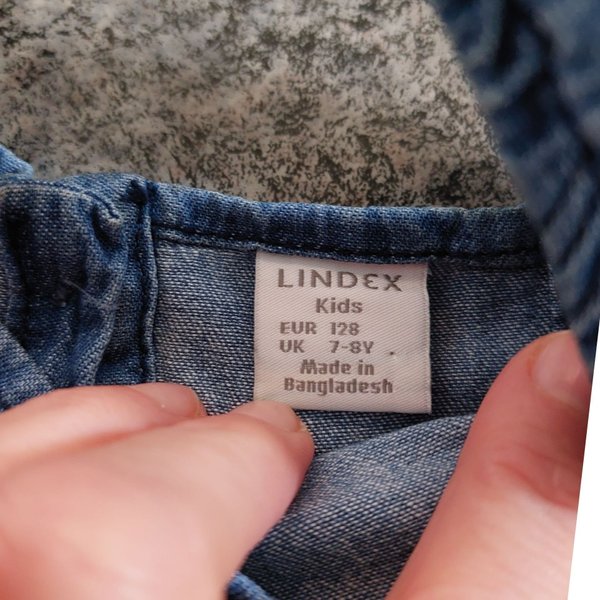 LINDEX
Kids
EUR 128
UK 7-8Y
Made in
Bangladesh